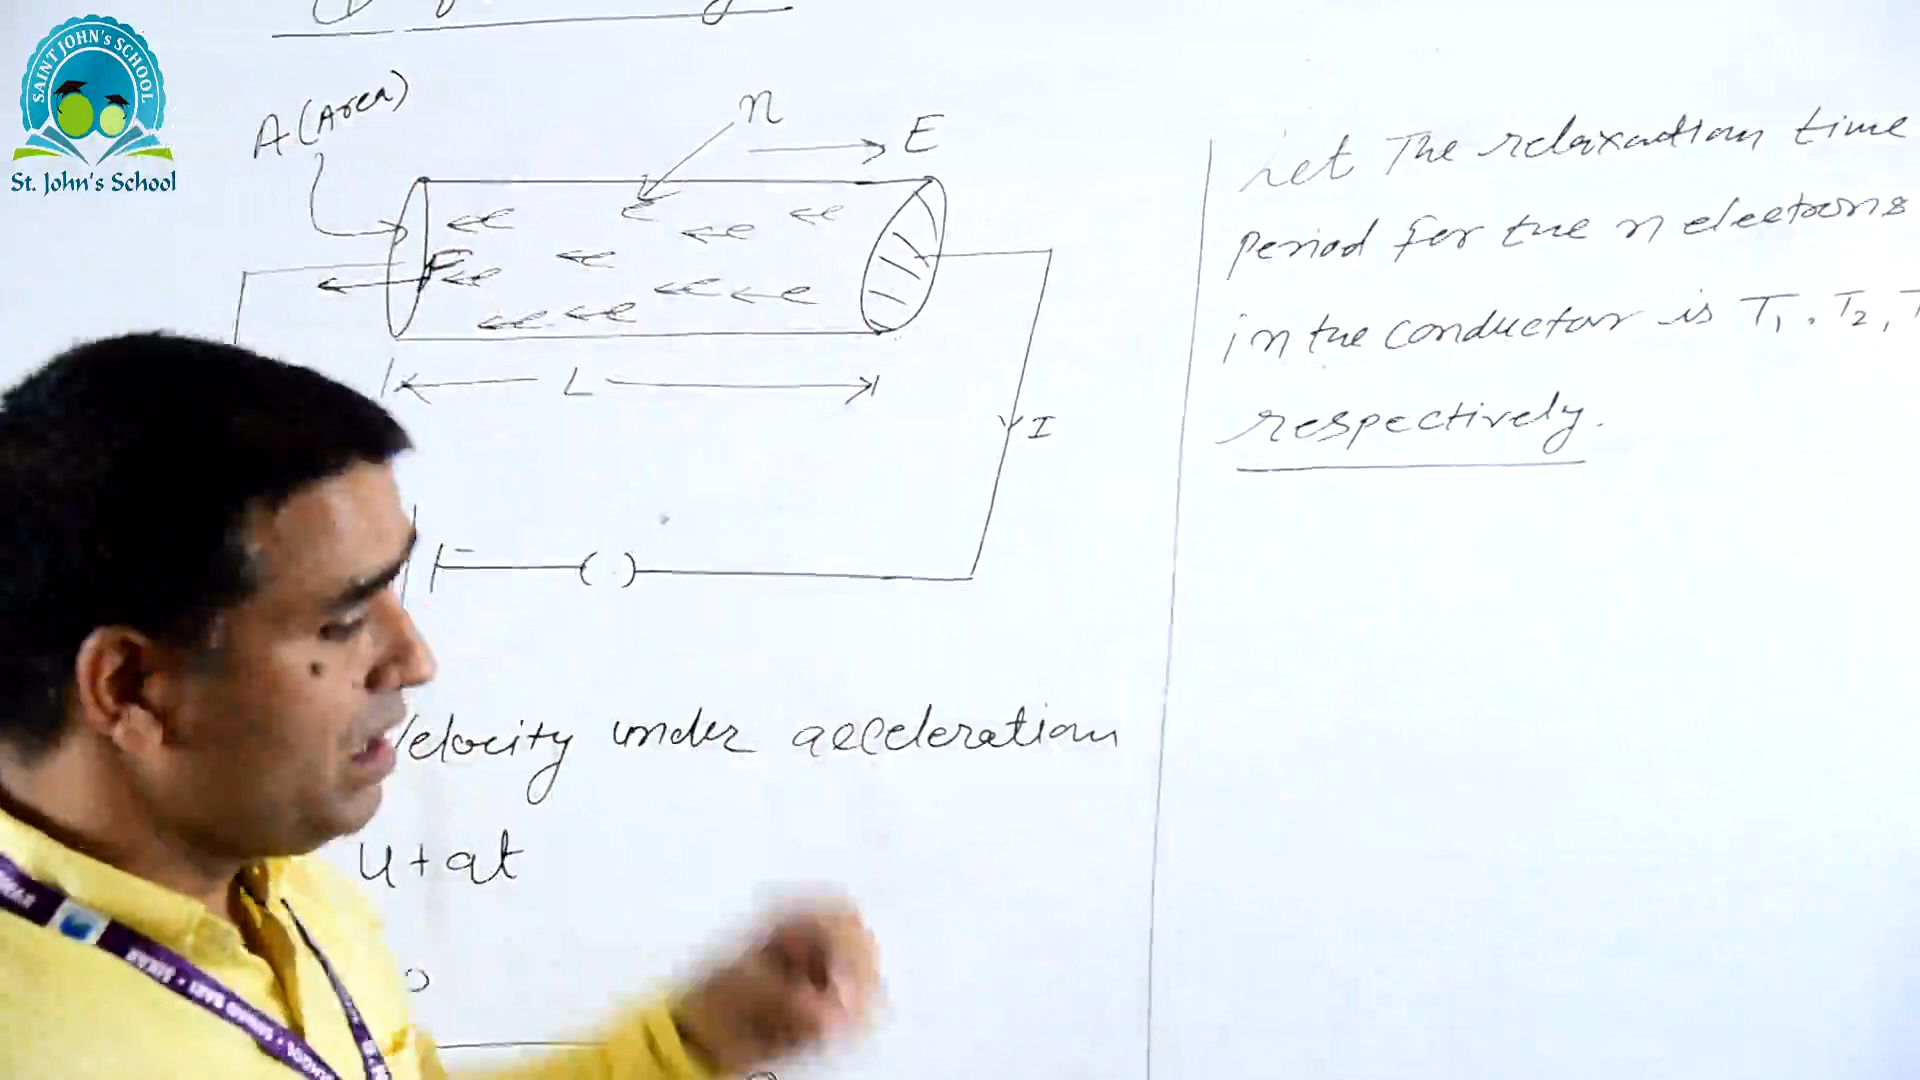 SAINT JOHN's SCHOOL
St. John's School
A (Area)
n
E
e e e
e e
F e e e
e e
L
I
Velocity under acceleration
u + at
0
Let The relaxation time
period for the n electrons
in the conductor is T1, T2, T
respectively.